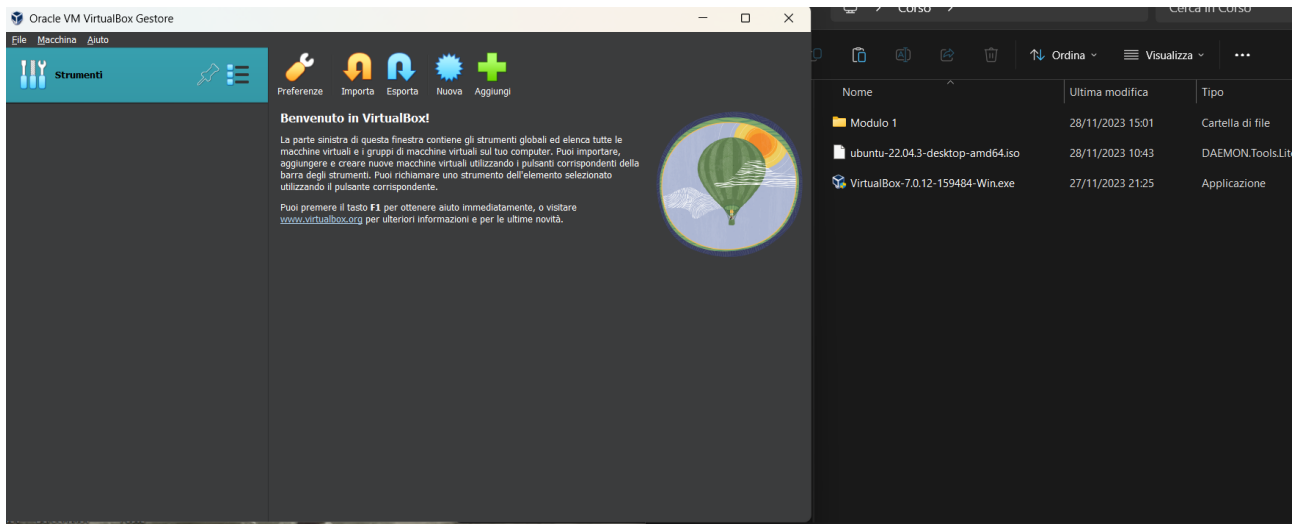 Oracle VM VirtualBox Gestore
File Macchina Aiuto
Strumenti
Preferenze Importa Esporta Nuova Aggiungi
Benvenuto in VirtualBox!
La parte sinistra di questa finestra contiene gli strumenti globali ed elenca tutte le
macchine virtuali e i gruppi di macchine virtuali sul tuo computer. Puoi importare,
aggiungere e creare nuove macchine virtuali utilizzando i pulsanti corrispondenti della
barra degli strumenti. Puoi richiamare uno strumento dell'elemento selezionato
utilizzando il pulsante corrispondente.
Puoi premere il tasto F1 per ottenere aiuto immediatamente, o visitare
www.virtualbox.org per ulteriori informazioni e per le ultime novità.
Corso Cerca in Corso
Ordina Visualizza
Nome Ultima modifica Tipo
Modulo 1 28/11/2023 15:01 Cartella di file
ubuntu-22.04.3-desktop-amd64.iso 28/11/2023 10:43 DAEMON.Tools.Lite
VirtualBox-7.0.12-159484-Win.exe 27/11/2023 21:25 Applicazione